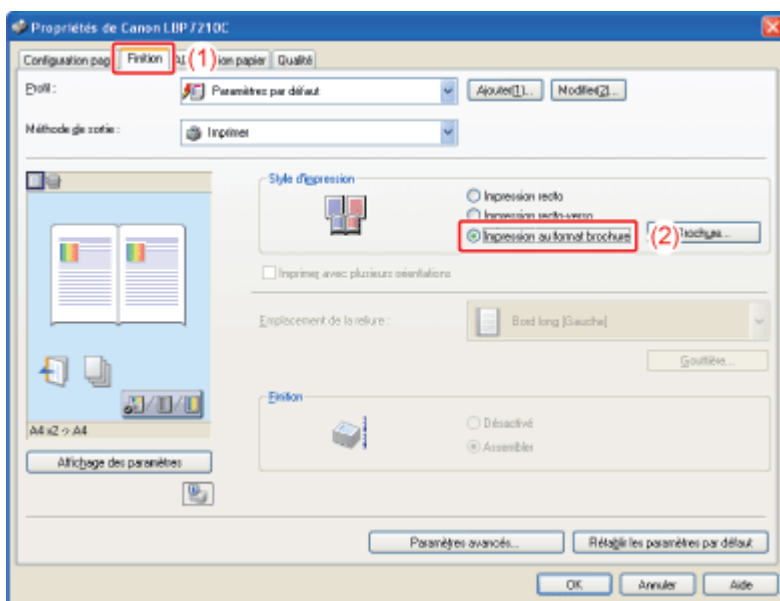 Propriétés de Canon LBP7210C
Configuration pag Finition (1) ion papier Qualité
Profil : Paramètres par défaut Ajouter(1)... Modifier(2)...
Méthode de sortie : Imprimer
Style d'impression
Impression recto
Impression recto-verso
Impression au format brochure (2) rochure...
Imprimer avec plusieurs orientations
Emplacement de la reliure : Bord long [Gauche]
Gouttière...
Finition
Désactivé
Assembler
A4 x2 -> A4
Affichage des paramètres
Paramètres avancés... Rétablir les paramètres par défaut
OK Annuler Aide